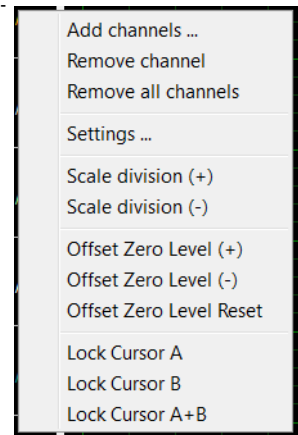 Add channels ...
Remove channel
Remove all channels
Settings ...
Scale division (+)
Scale division (-)
Offset Zero Level (+)
Offset Zero Level (-)
Offset Zero Level Reset
Lock Cursor A
Lock Cursor B
Lock Cursor A+B